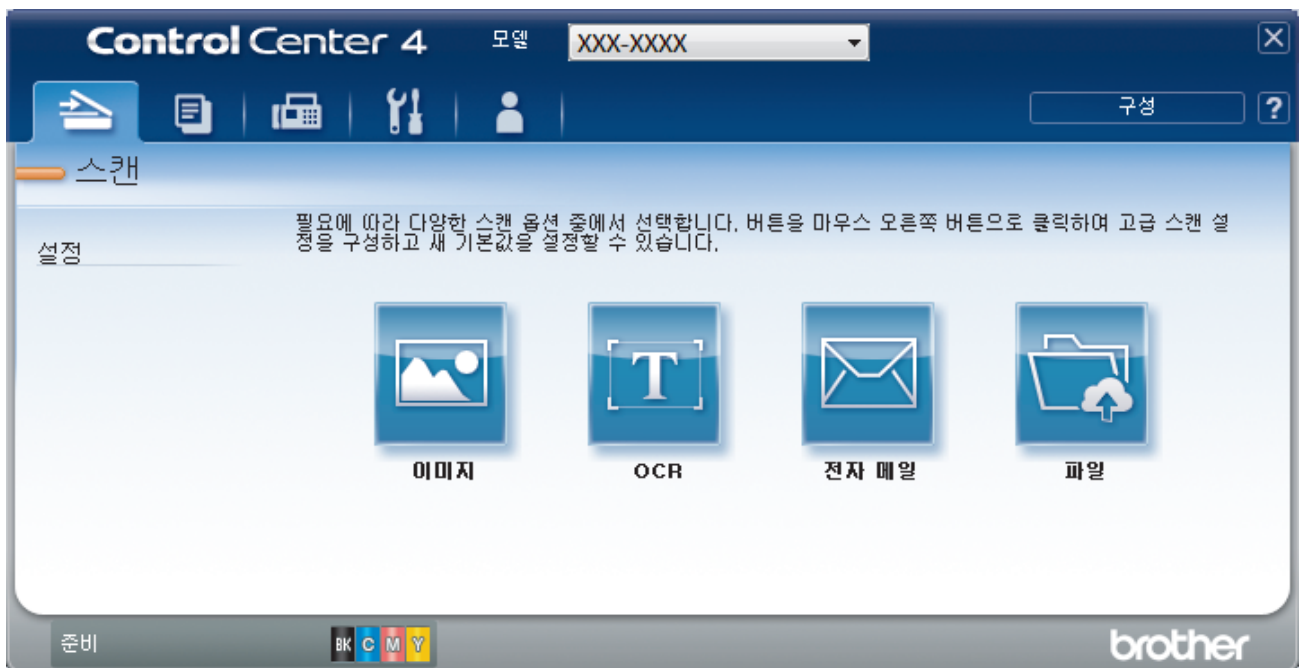 Control Center 4
모델
XXX-XXXX
구성
?
스캔
설정
필요에 따라 다양한 스캔 옵션 중에서 선택합니다. 버튼을 마우스 오른쪽 버튼으로 클릭하여 고급 스캔 설
정을 구성하고 새 기본값을 설정할 수 있습니다.
T
이미지
OCR
전자 메일
파일
준비
BK C M Y
brother